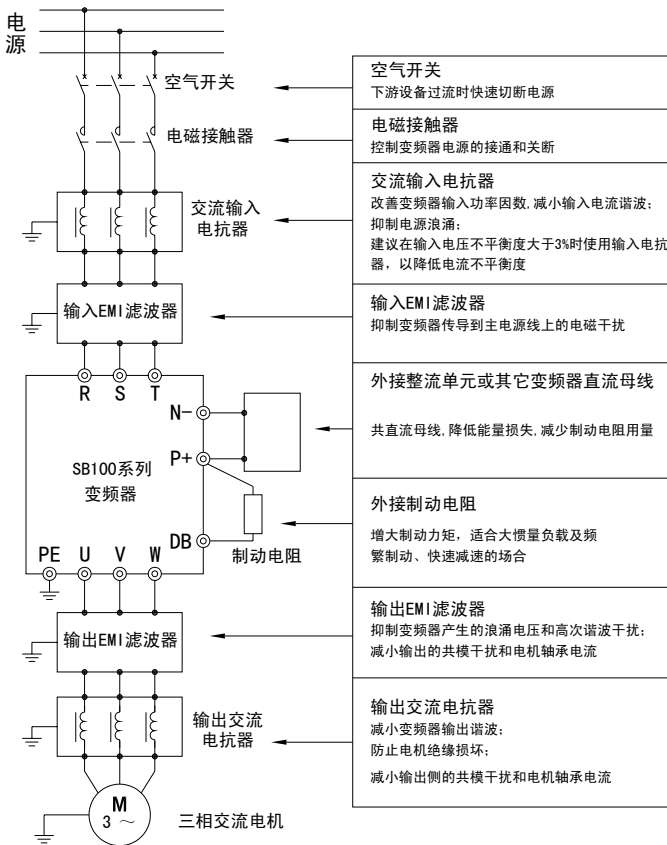 电
源
空气开关
电磁接触器
交流输入
电抗器
输入EMI滤波器
R S T
N-
P+
SB100系列
变频器
DB
制动电阻
PE U V W
输出EMI滤波器
输出交流
电抗器
M
3 ~
三相交流电机
空气开关
下游设备过流时快速切断电源
电磁接触器
控制变频器电源的接通和关断
交流输入电抗器
改善变频器输入功率因数,减小输入电流谐波;
抑制电源浪涌;
建议在输入电压不平衡度大于3%时使用输入电抗
器，以降低电流不平衡度
输入EMI滤波器
抑制变频器传导到主电源线上的电磁干扰
外接整流单元或其它变频器直流母线
共直流母线,降低能量损失,减少制动电阻用量
外接制动电阻
增大制动力矩，适合大惯量负载及频
繁制动、快速减速的场合
输出EMI滤波器
抑制变频器产生的浪涌电压和高次谐波干扰;
减小输出的共模干扰和电机轴承电流
输出交流电抗器
减小变频器输出谐波;
防止电机绝缘损坏;
减小输出侧的共模干扰和电机轴承电流